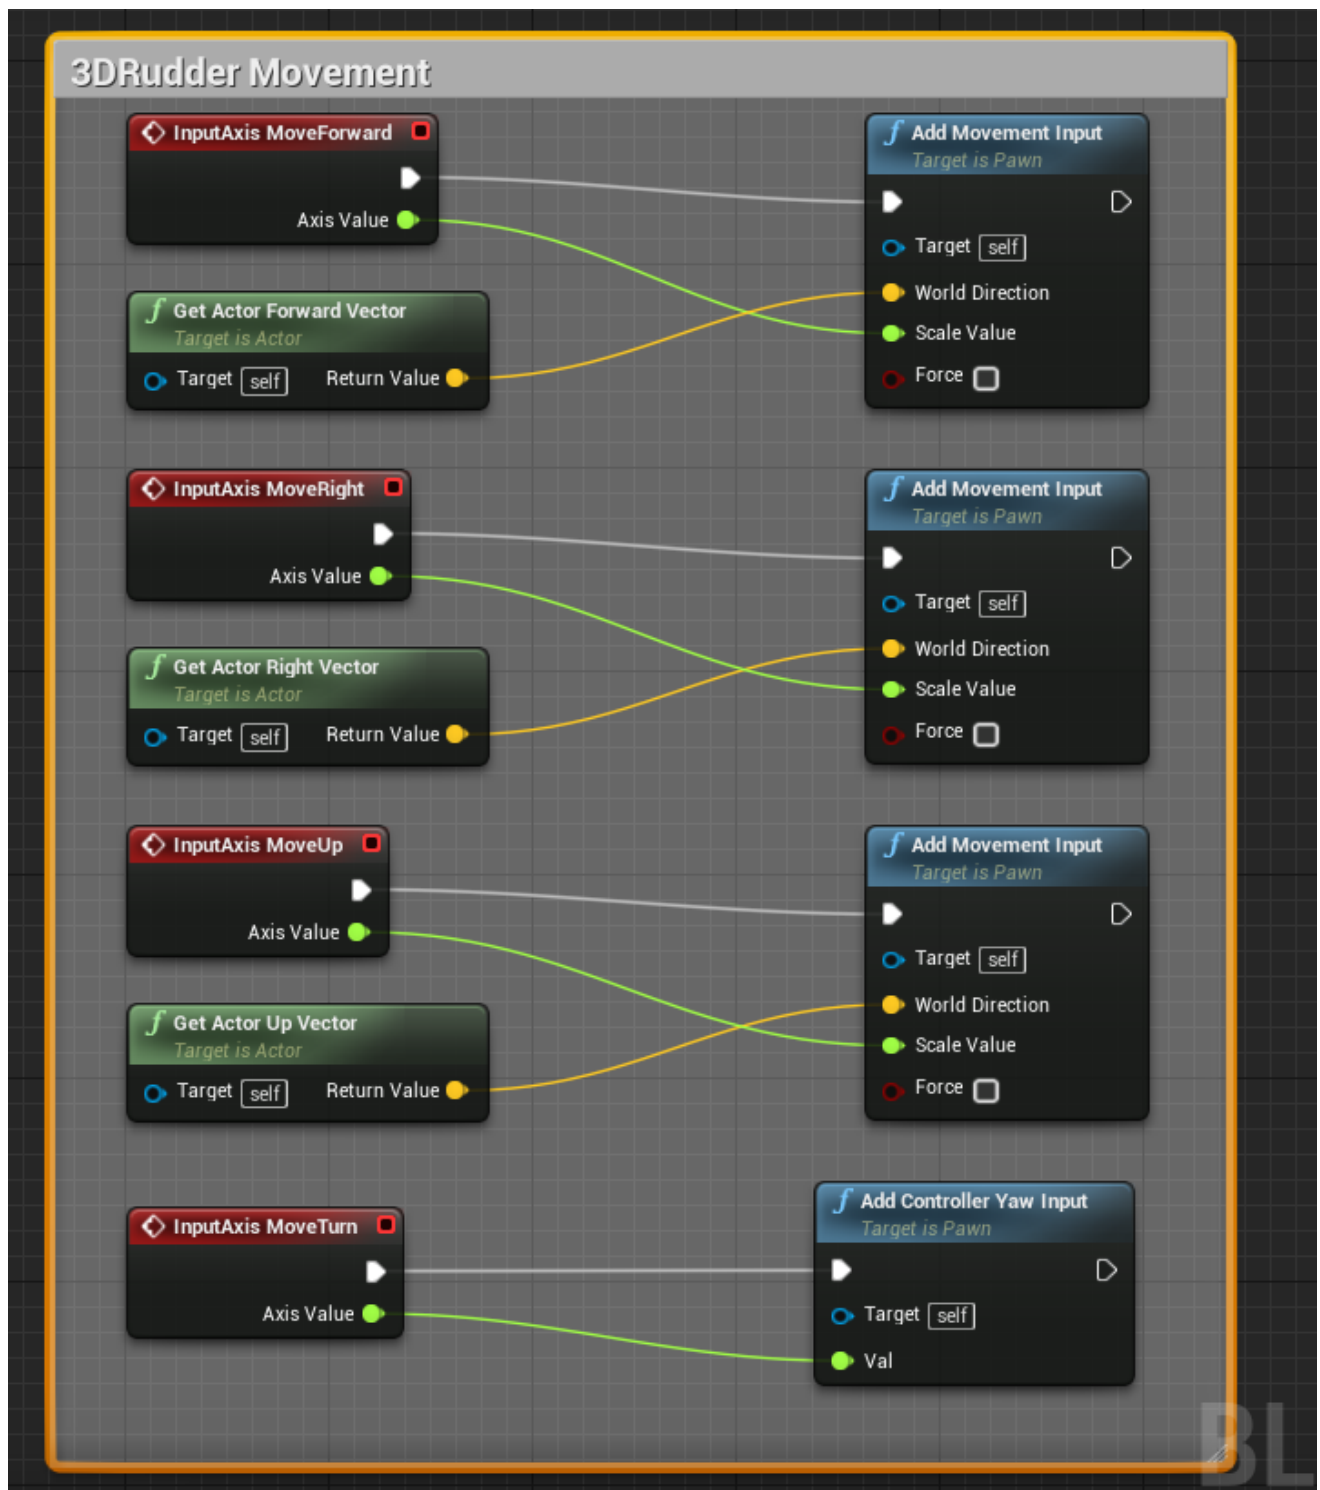 3DRudder Movement
InputAxis MoveForward
Axis Value
Get Actor Forward Vector
Target is Actor
Target self Return Value
Add Movement Input
Target is Pawn
Target self
World Direction
Scale Value
Force
InputAxis MoveRight
Axis Value
Get Actor Right Vector
Target is Actor
Target self Return Value
Add Movement Input
Target is Pawn
Target self
World Direction
Scale Value
Force
InputAxis MoveUp
Axis Value
Get Actor Up Vector
Target is Actor
Target self Return Value
Add Movement Input
Target is Pawn
Target self
World Direction
Scale Value
Force
InputAxis MoveTurn
Axis Value
Add Controller Yaw Input
Target is Pawn
Target self
Val
BL